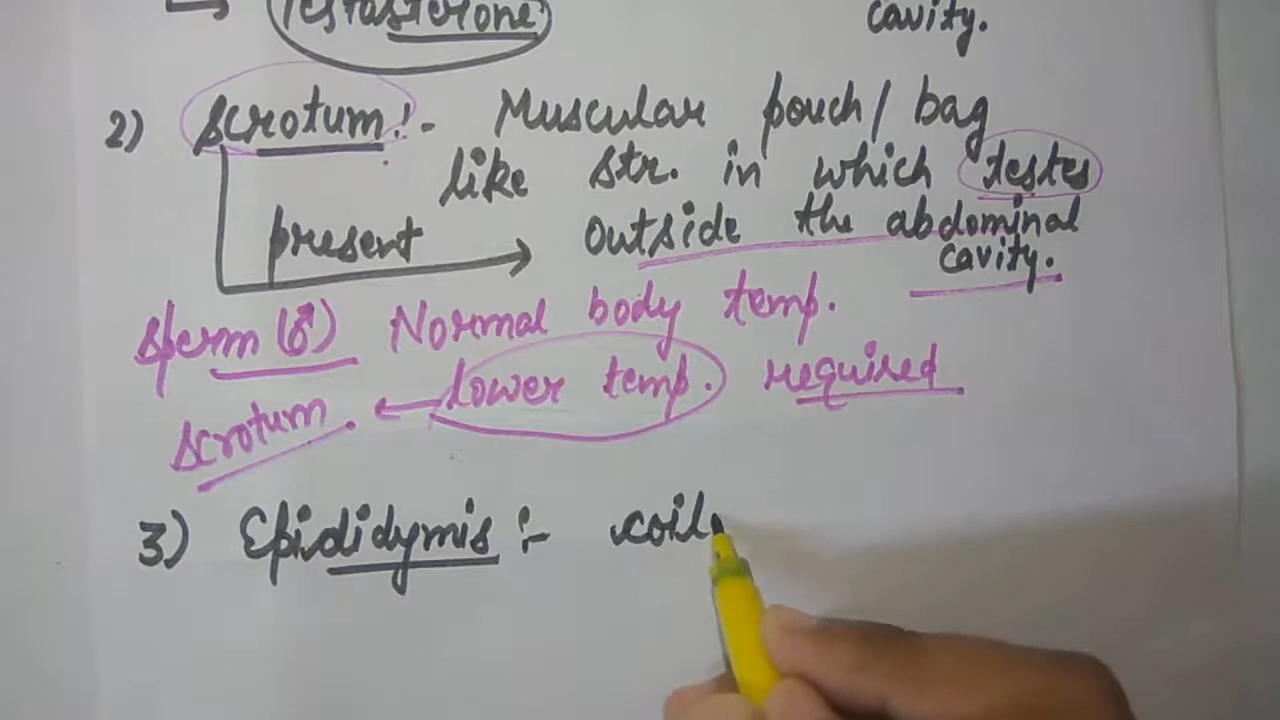 Testosterone
cavity.
2) Scrotum :- Muscular pouch/bag
like str. in which testes
present → outside the abdominal
cavity.
Sperm (♂) Normal body temp.
scrotum. ← lower temp. required
3) Epididymis :- coil